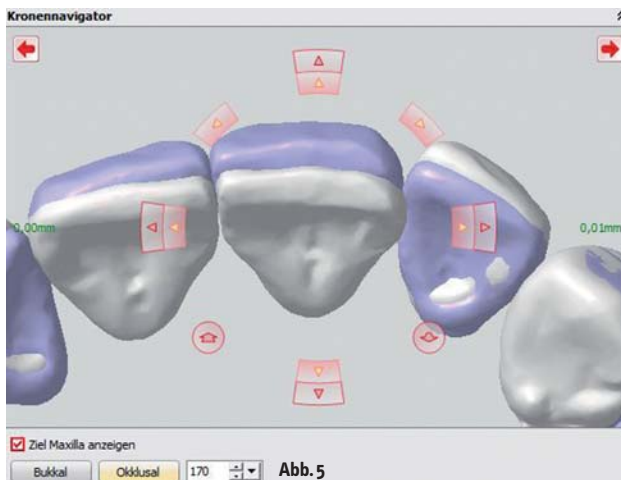 Kronennavigator
0,00mm
0,01mm
Ziel Maxilla anzeigen
Bukkal Okklusal 170 Abb. 5